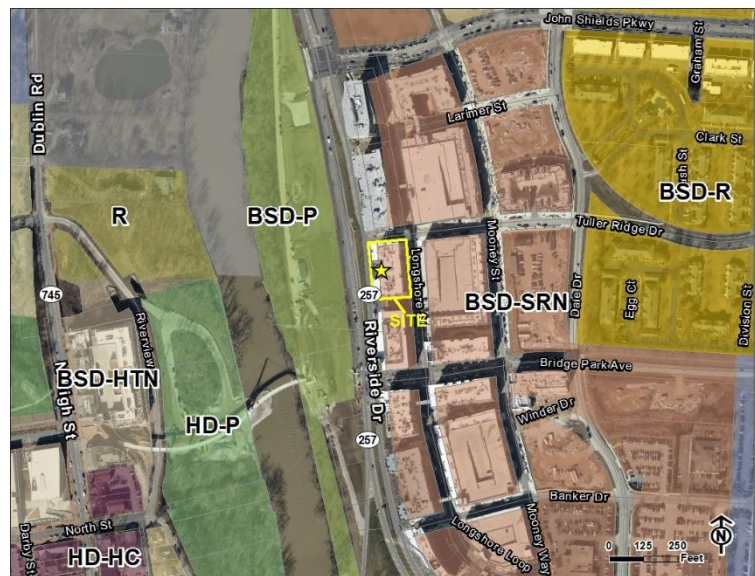 John Shields Pkwy
Graham St
Dublin Rd
Larimer St
Clark St
R
BSD-P
BSD-R
Tuller Ridge Dr
Mooney St
Longshore
745
257
SITE
BSD-SRN
Dale Dr
Egg Ct
Division St
Riverview
Riverside Dr
Bridge Park Ave
BSD-HTN
HD-P
Winder Dr
257
Banker Dr
North St
Longshore Loop
Mooney Way
Darby St
HD-HC
N
0 125 250
Feet